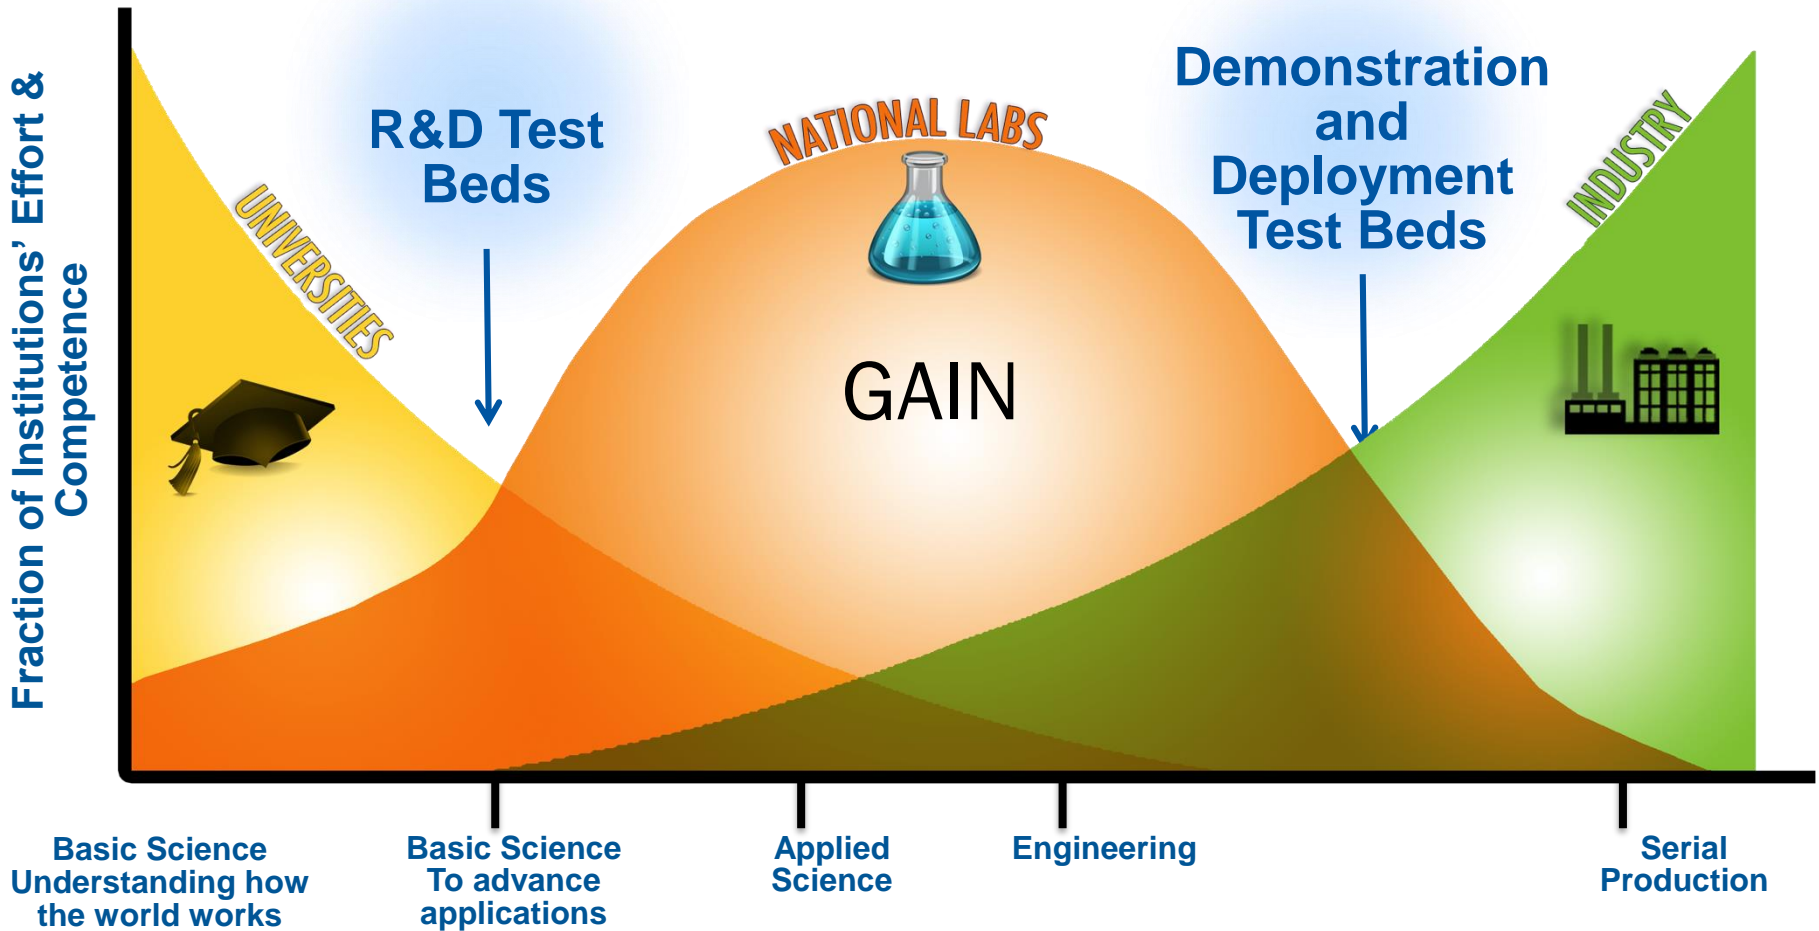 Fraction of Institutions' Effort &
Competence
R&D Test
Beds
NATIONAL LABS
Demonstration
and
Deployment
Test Beds
UNIVERSITIES
INDUSTRY
GAIN
Basic Science
Understanding how
the world works
Basic Science
To advance
applications
Applied
Science
Engineering
Serial
Production